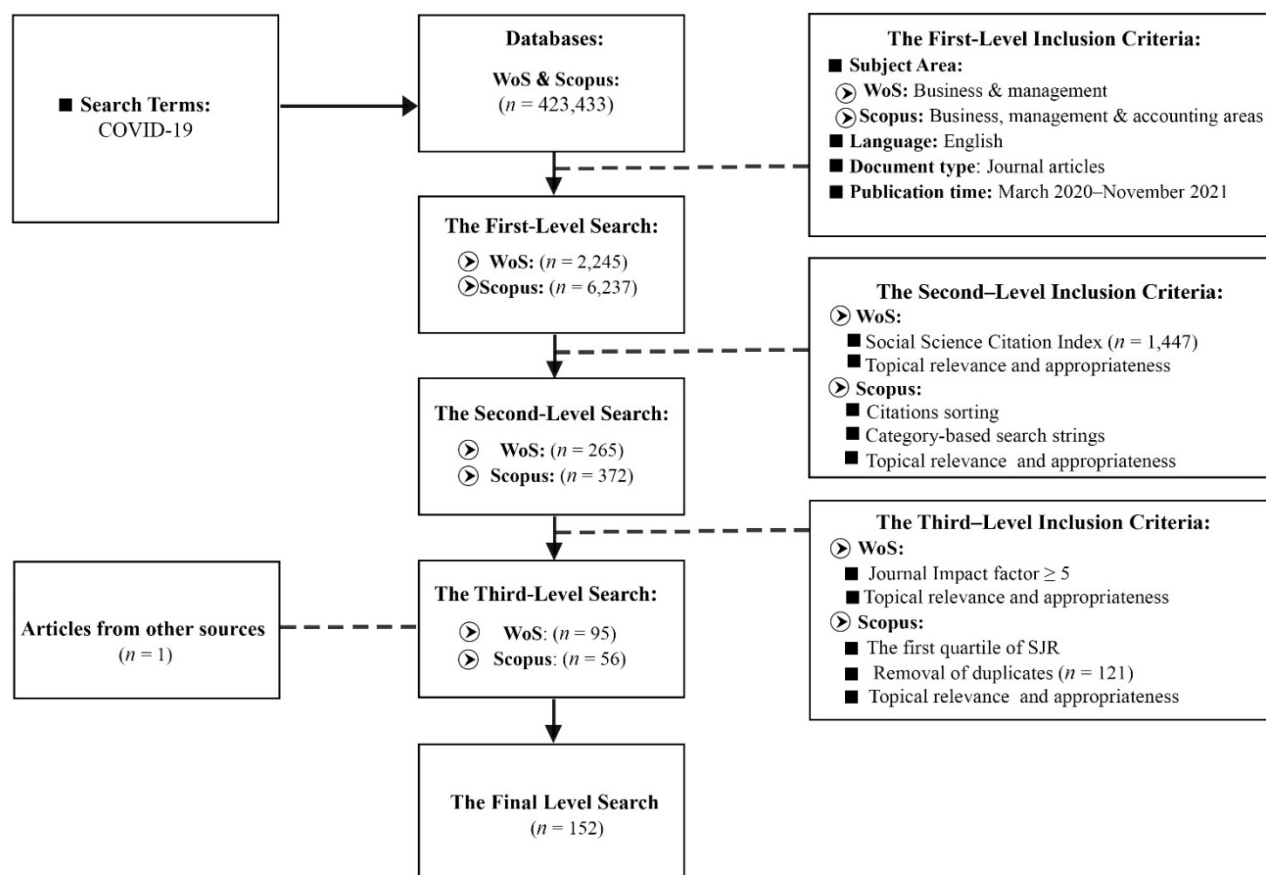 ■ Search Terms:
COVID-19
Databases:
WoS & Scopus:
(n = 423,433)
The First-Level Inclusion Criteria:
■ Subject Area:
➤ WoS: Business & management
➤ Scopus: Business, management & accounting areas
■ Language: English
■ Document type: Journal articles
■ Publication time: March 2020–November 2021
The First-Level Search:
➤ WoS: (n = 2,245)
➤ Scopus: (n = 6,237)
The Second–Level Inclusion Criteria:
➤ WoS:
■ Social Science Citation Index (n = 1,447)
■ Topical relevance and appropriateness
➤ Scopus:
■ Citations sorting
■ Category-based search strings
■ Topical relevance and appropriateness
The Second-Level Search:
➤ WoS: (n = 265)
➤ Scopus: (n = 372)
The Third–Level Inclusion Criteria:
➤ WoS:
■ Journal Impact factor ≥ 5
■ Topical relevance and appropriateness
➤ Scopus:
■ The first quartile of SJR
■ Removal of duplicates (n = 121)
■ Topical relevance and appropriateness
Articles from other sources
(n = 1)
The Third-Level Search:
➤ WoS: (n = 95)
➤ Scopus: (n = 56)
The Final Level Search
(n = 152)